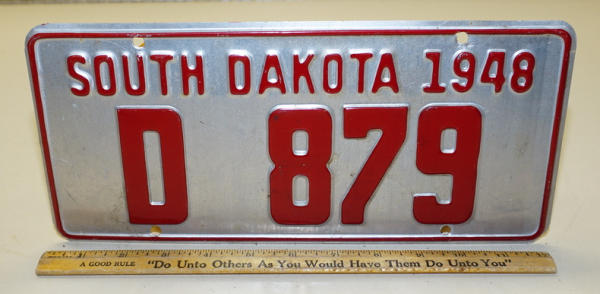 SOUTH DAKOTA 1948
D 879
A GOOD RULE "Do Unto Others As You Would Have Them Do Unto You"